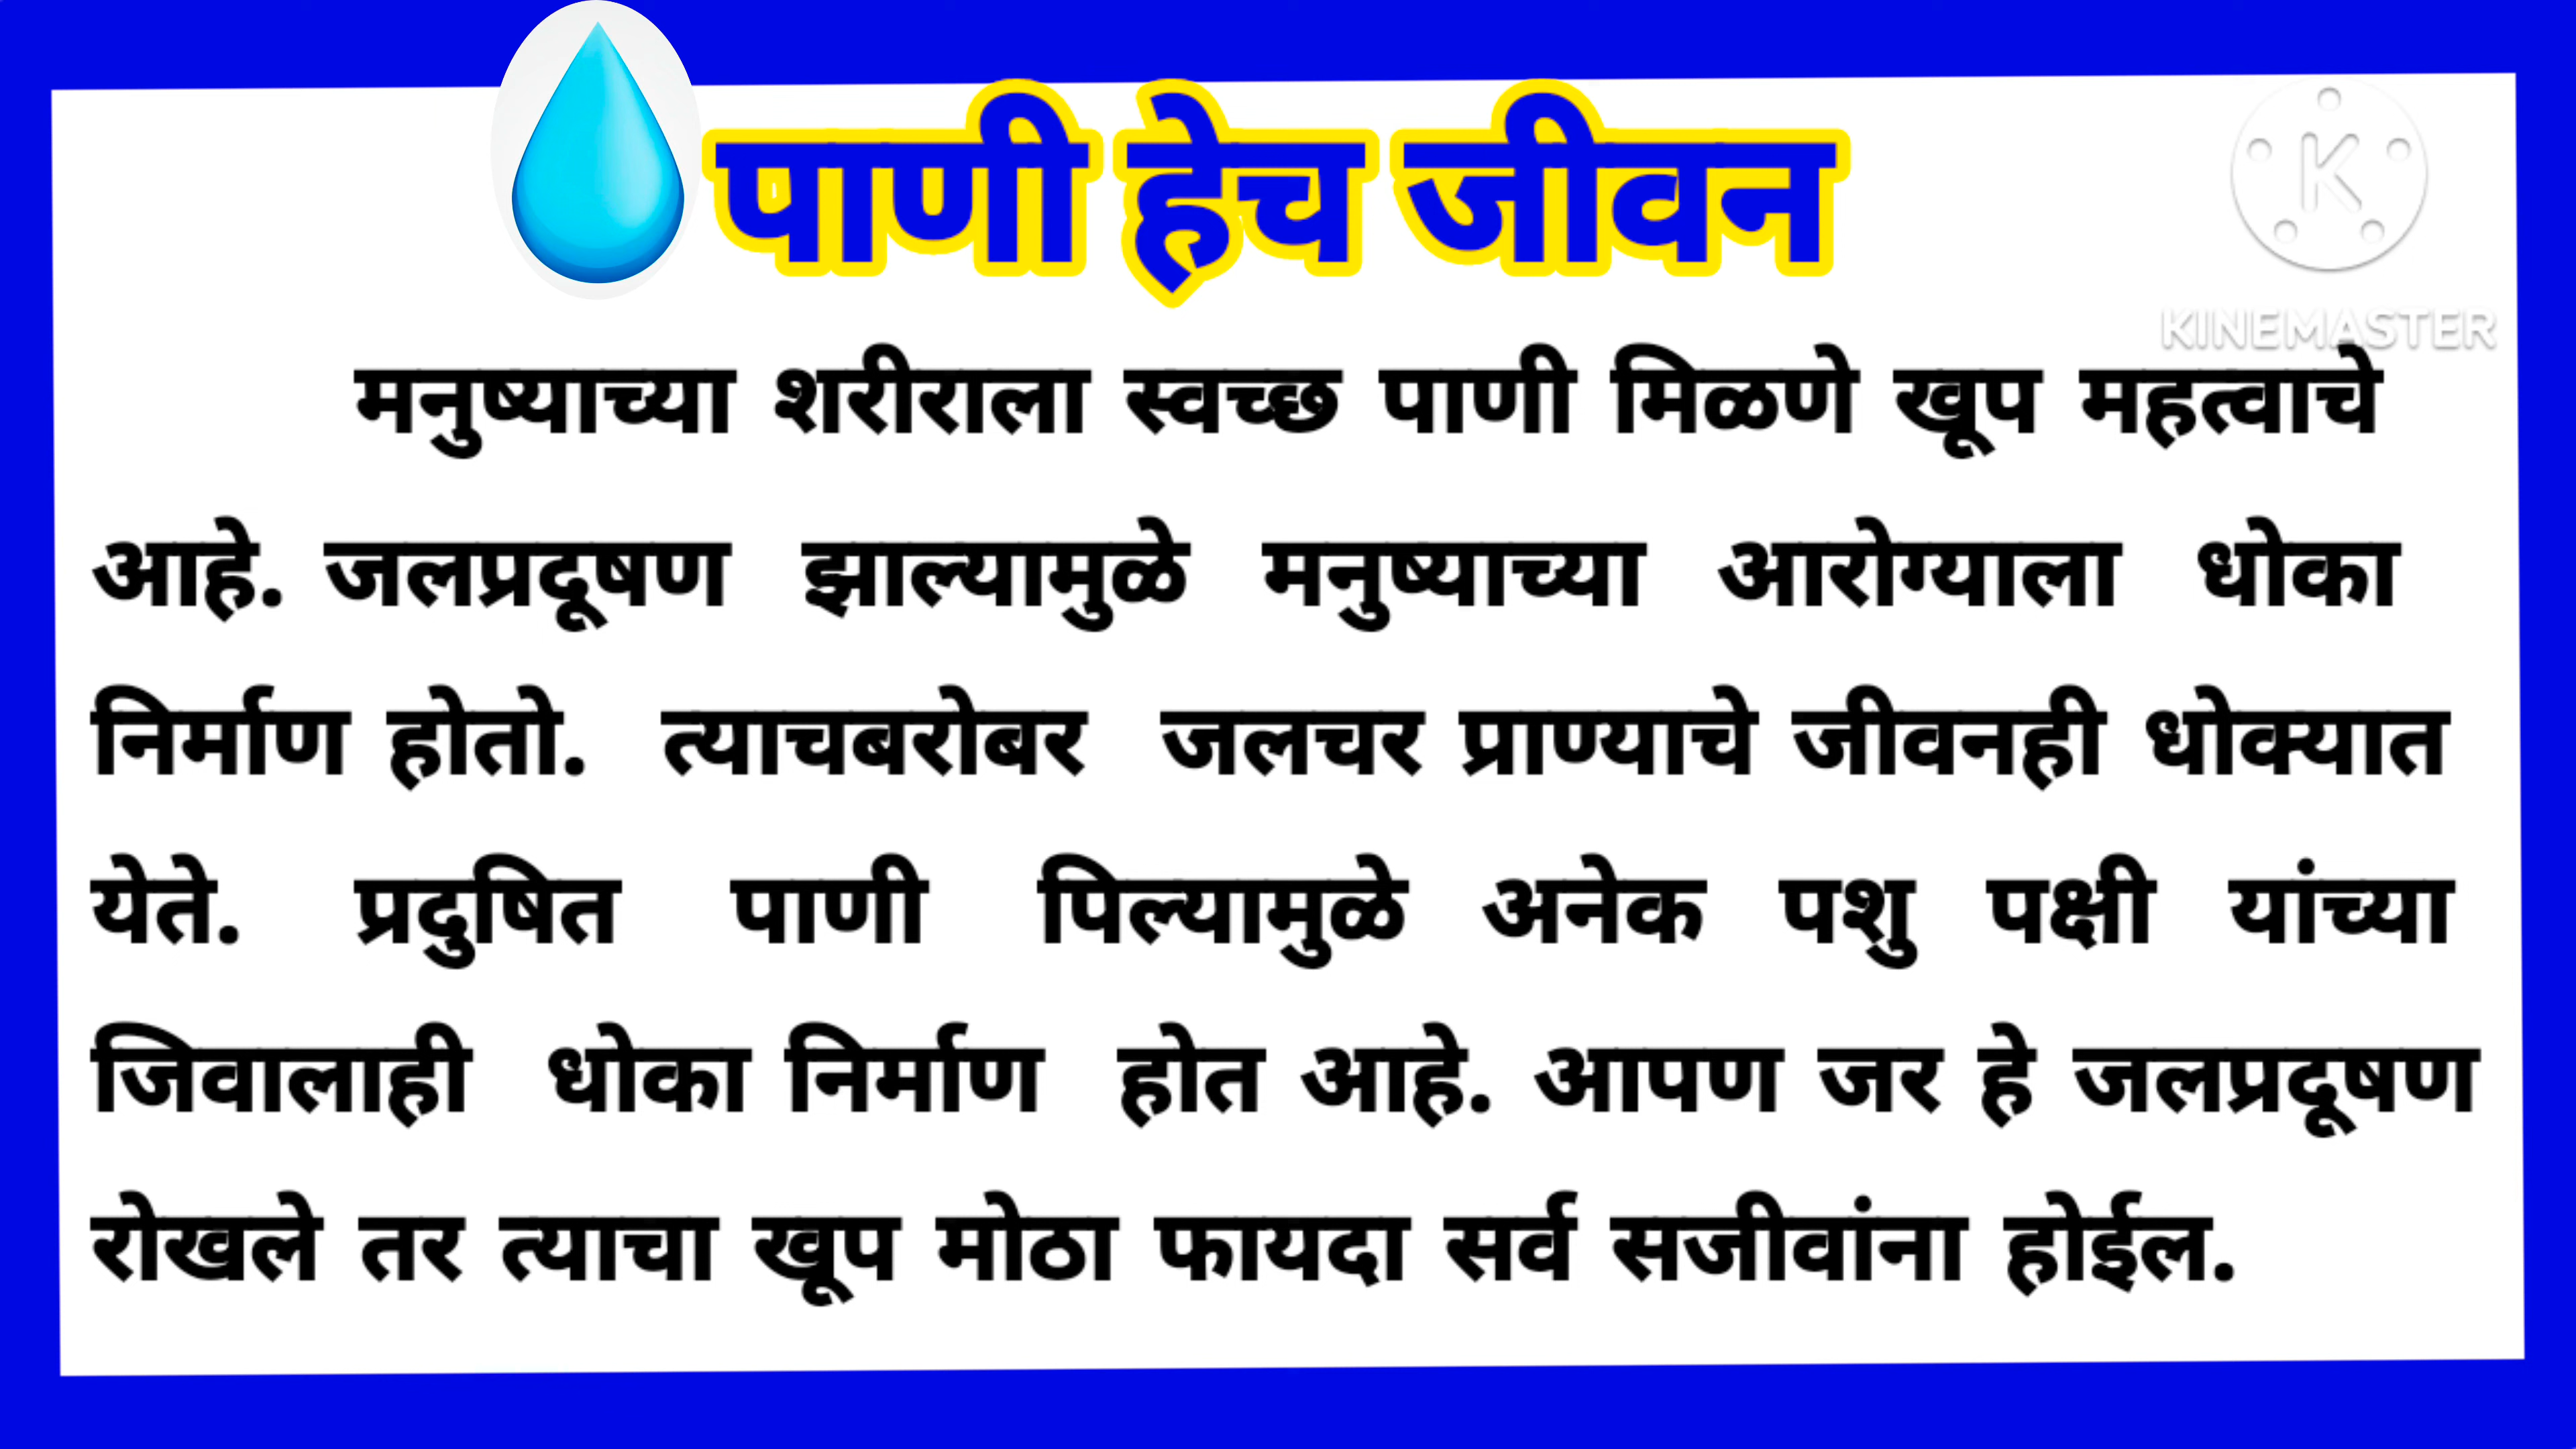 पाणी हेच जीवन
KINEMASTER
मनुष्याच्या शरीराला स्वच्छ पाणी मिळणे खूप महत्वाचे
आहे. जलप्रदूषण झाल्यामुळे मनुष्याच्या आरोग्याला धोका
निर्माण होतो. त्याचबरोबर जलचर प्राण्याचे जीवनही धोक्यात
येते. प्रदुषित पाणी पिल्यामुळे अनेक पशु पक्षी यांच्या
जिवालाही धोका निर्माण होत आहे. आपण जर हे जलप्रदूषण
रोखले तर त्याचा खूप मोठा फायदा सर्व सजीवांना होईल.